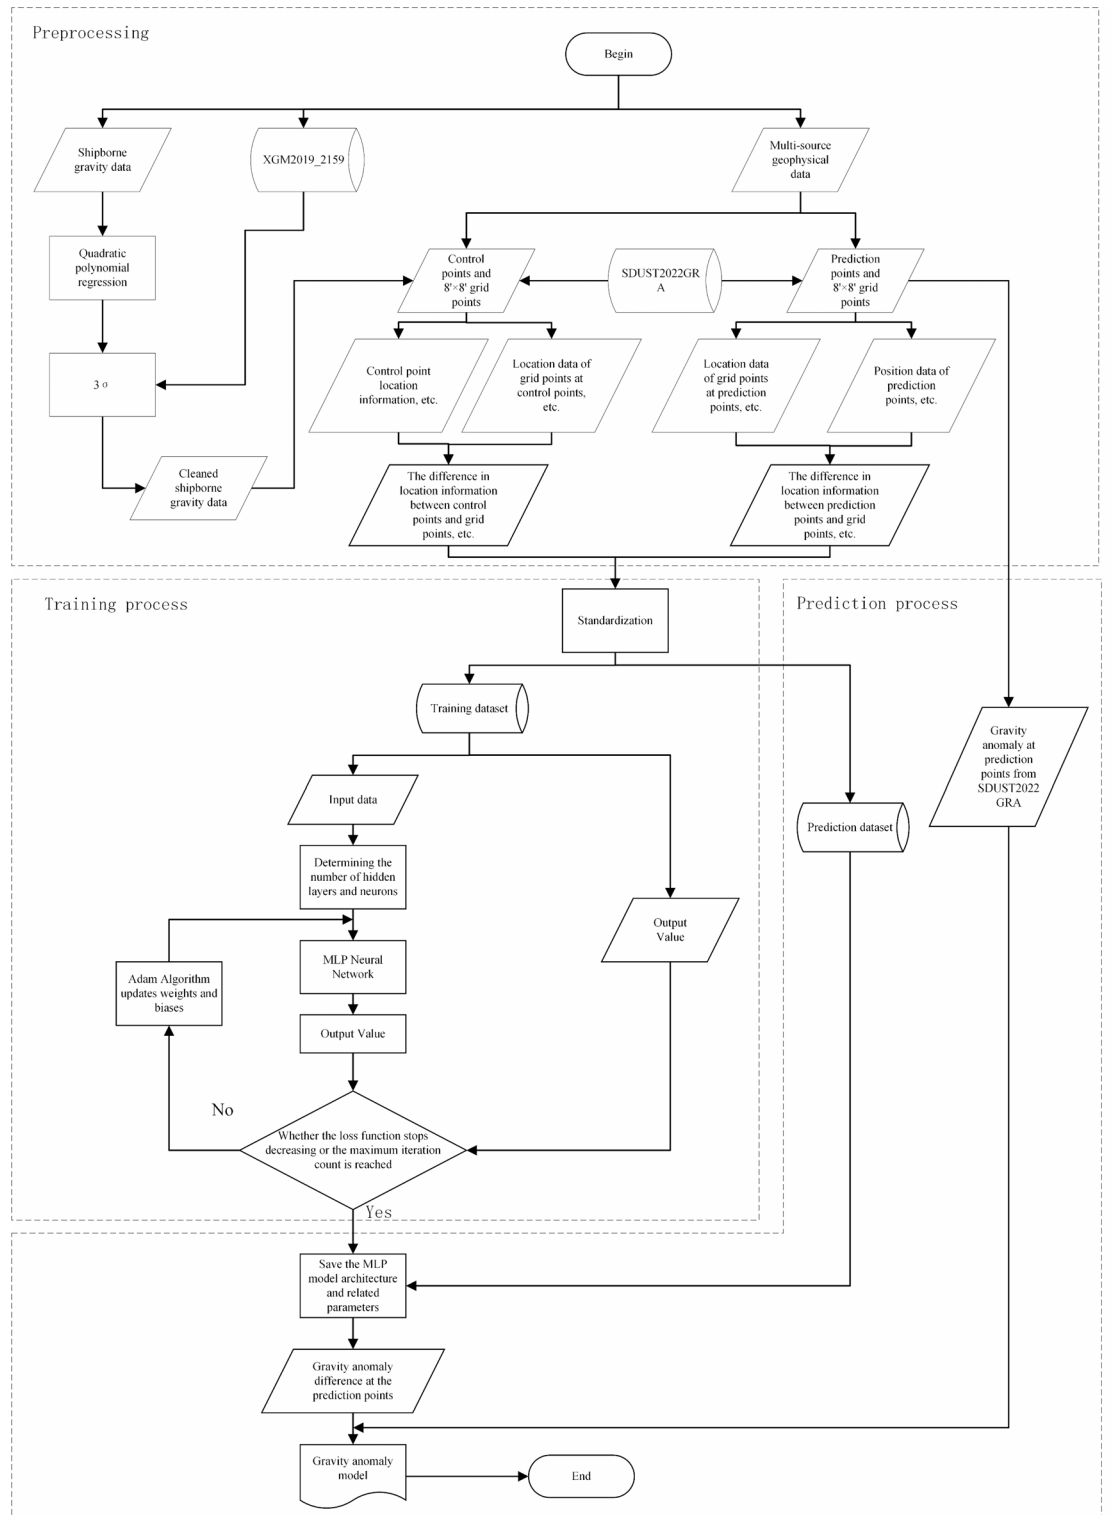 Preprocessing
Begin
Shipborne
gravity data
XGM2019_2159
Multi-source
geophysical
data
Quadratic
polynomial
regression
Control
points and
8'×8' grid
points
SDUST2022GR
A
Prediction
points and
8'×8' grid
points
3 σ
Control point
location
information, etc.
Location data of
grid points at
control points,
etc.
Location data
of grid points
at prediction
points, etc.
Position data of
prediction
points, etc.
Cleaned
shipborne
gravity data
The difference in
location information
between control
points and grid
points, etc.
The difference in
location information
between prediction
points and grid
points, etc.
Training process
Standardization
Prediction process
Training dataset
Gravity
anomaly at
prediction
points from
SDUST2022
GRA
Input data
Prediction dataset
Determining the
number of hidden
layers and neurons
Output
Value
MLP Neural
Network
Adam Algorithm
updates weights and
biases
Output Value
No
Whether the loss function stops
decreasing or the maximum iteration
count is reached
Yes
Save the MLP
model architecture
and related
parameters
Gravity anomaly
difference at the
prediction points
Gravity anomaly
model
End